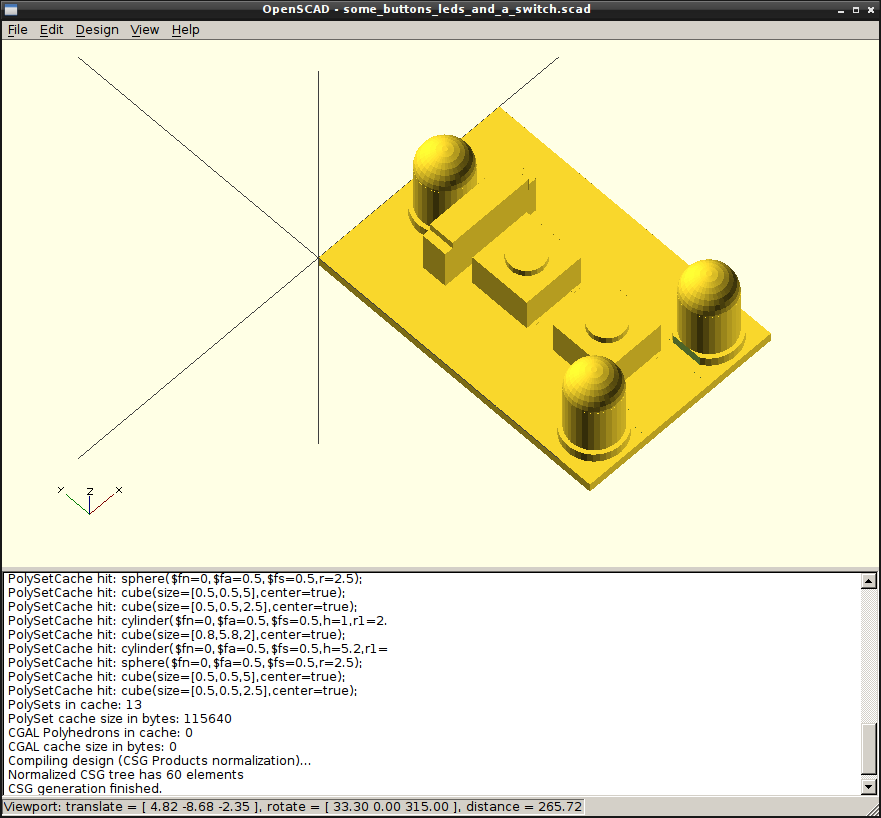 OpenSCAD - some_buttons_leds_and_a_switch.scad
File Edit Design View Help
Y Z X
PolySetCache hit: sphere($fn=0,$fa=0.5,$fs=0.5,r=2.5);
PolySetCache hit: cube(size=[0.5,0.5,5],center=true);
PolySetCache hit: cube(size=[0.5,0.5,2.5],center=true);
PolySetCache hit: cylinder($fn=0,$fa=0.5,$fs=0.5,h=1,r1=2.
PolySetCache hit: cube(size=[0.8,5.8,2],center=true);
PolySetCache hit: cylinder($fn=0,$fa=0.5,$fs=0.5,h=5.2,r1=
PolySetCache hit: sphere($fn=0,$fa=0.5,$fs=0.5,r=2.5);
PolySetCache hit: cube(size=[0.5,0.5,5],center=true);
PolySetCache hit: cube(size=[0.5,0.5,2.5],center=true);
PolySets in cache: 13
PolySet cache size in bytes: 115640
CGAL Polyhedrons in cache: 0
CGAL cache size in bytes: 0
Compiling design (CSG Products normalization)...
Normalized CSG tree has 60 elements
CSG generation finished.
Viewport: translate = [ 4.82 -8.68 -2.35 ], rotate = [ 33.30 0.00 315.00 ], distance = 265.72